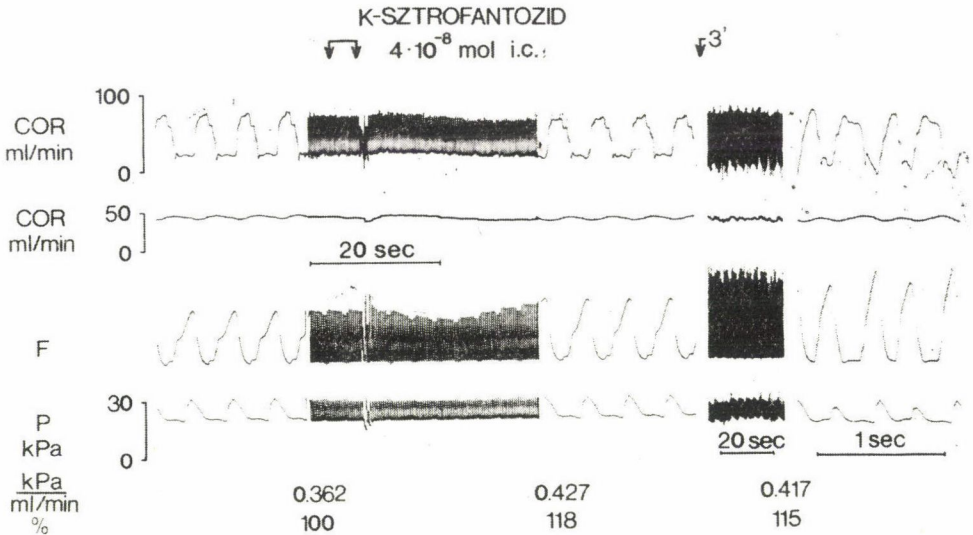 K-SZTROFANTOZID
4·10⁻⁸ mol i.c.
3'
COR
ml/min
100
0
COR
ml/min
50
0
20 sec
F
P
kPa
30
0
20 sec
1 sec
kPa
ml/min
%
0.362
0.427
0.417
100
118
115